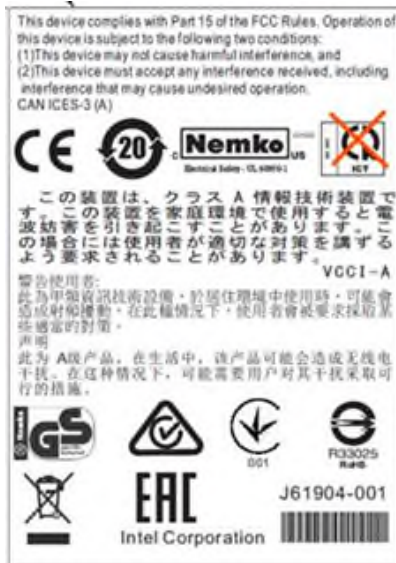 This device complies with Part 15 of the FCC Rules. Operation of
this device is subject to the following two conditions:
(1)This device may not cause harmful interference, and
(2)This device must accept any interference received, including
interference that may cause undesired operation.
CAN ICES-3 (A)
CE
20
c Nemko us
ICT
この装置は、クラス A 情報技術装置で
す。この装置を家庭環境で使用すると電
波妨害を引き起こすことがあります。こ
の場合には使用者が適切な対策を講ずる
よう要求されることがあります。
VCCI-A
警告使用者:
此為甲類資訊技術設備，於居住環境中使用時，可能會
造成射頻擾動，在此種情況下，使用者會被要求採取某
些適當的對策。
声明
此为 A级产品，在生活中，该产品可能会造成无线电
干扰。在这种情况下，可能需要用户对其干扰采取可
行的措施。
Nemko
GS
001
R33025
RoHS
EAC
J61904-001
Intel Corporation